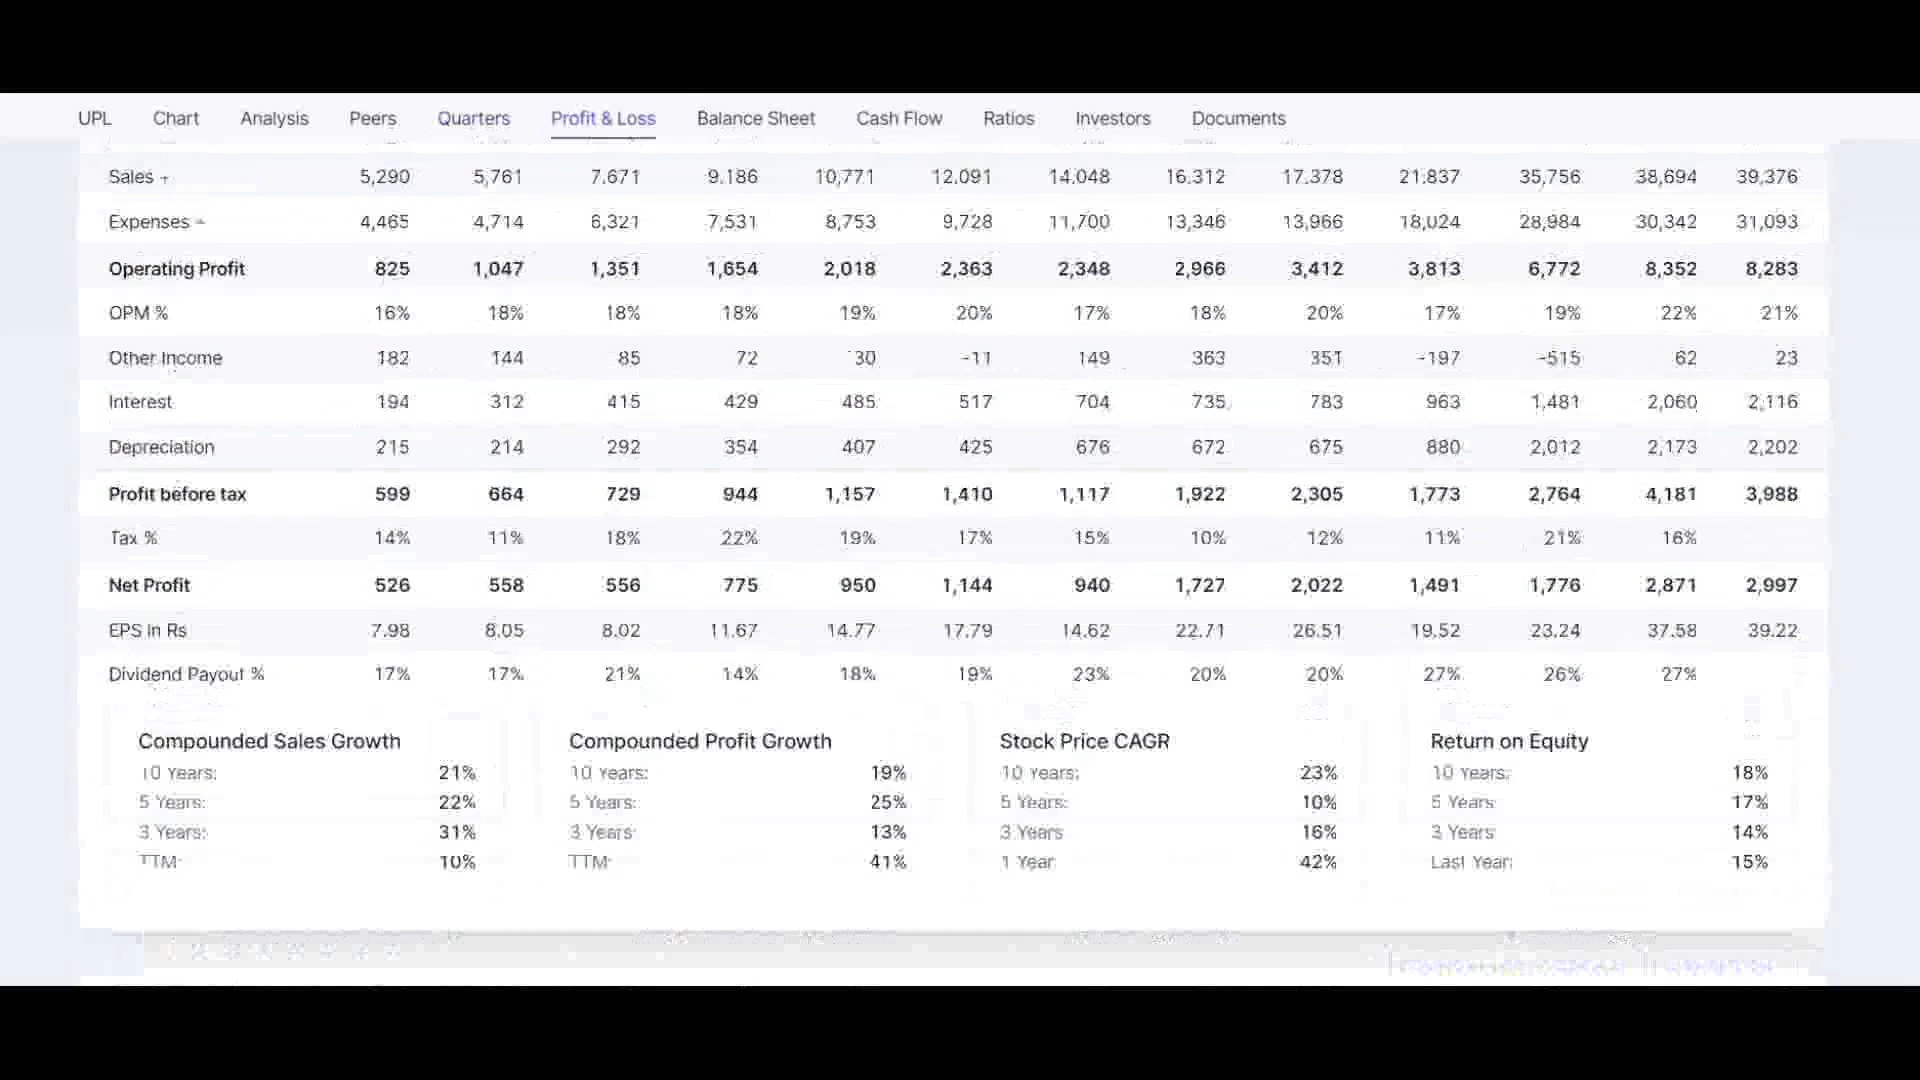 UPL Chart Analysis Peers Quarters Profit & Loss Balance Sheet Cash Flow Ratios Investors Documents
Sales + 5,290 5,761 7,671 9,186 10,771 12,091 14,048 16,312 17,378 21,837 35,756 38,694 39,376
Expenses 4,465 4,714 6,321 7,531 8,753 9,728 11,700 13,346 13,966 18,024 28,984 30,342 31,093
Operating Profit 825 1,047 1,351 1,654 2,018 2,363 2,348 2,966 3,412 3,813 6,772 8,352 8,283
OPM % 16% 18% 18% 18% 19% 20% 17% 18% 20% 17% 19% 22% 21%
Other Income 182 144 85 72 30 -11 149 363 351 -197 -515 62 23
Interest 194 312 415 429 485 517 704 735 783 963 1,481 2,060 2,116
Depreciation 215 214 292 354 407 425 676 672 675 880 2,012 2,173 2,202
Profit before tax 599 664 729 944 1,157 1,410 1,117 1,922 2,305 1,773 2,764 4,181 3,988
Tax % 14% 11% 18% 22% 19% 17% 15% 10% 12% 11% 21% 16%
Net Profit 526 558 556 775 950 1,144 940 1,727 2,022 1,491 1,776 2,871 2,997
EPS in Rs 7.98 8.05 8.02 11.67 14.77 17.79 14.62 22.71 26.51 19.52 23.24 37.58 39.22
Dividend Payout % 17% 17% 21% 14% 18% 19% 23% 20% 20% 27% 26% 27%
Compounded Sales Growth
10 Years: 21%
5 Years: 22%
3 Years: 31%
TTM: 10%
Compounded Profit Growth
10 Years: 19%
5 Years: 25%
3 Years: 13%
TTM: 41%
Stock Price CAGR
10 Years: 23%
5 Years: 10%
3 Years 16%
1 Year 42%
Return on Equity
10 Years: 18%
5 Years 17%
3 Years 14%
Last Year: 15%